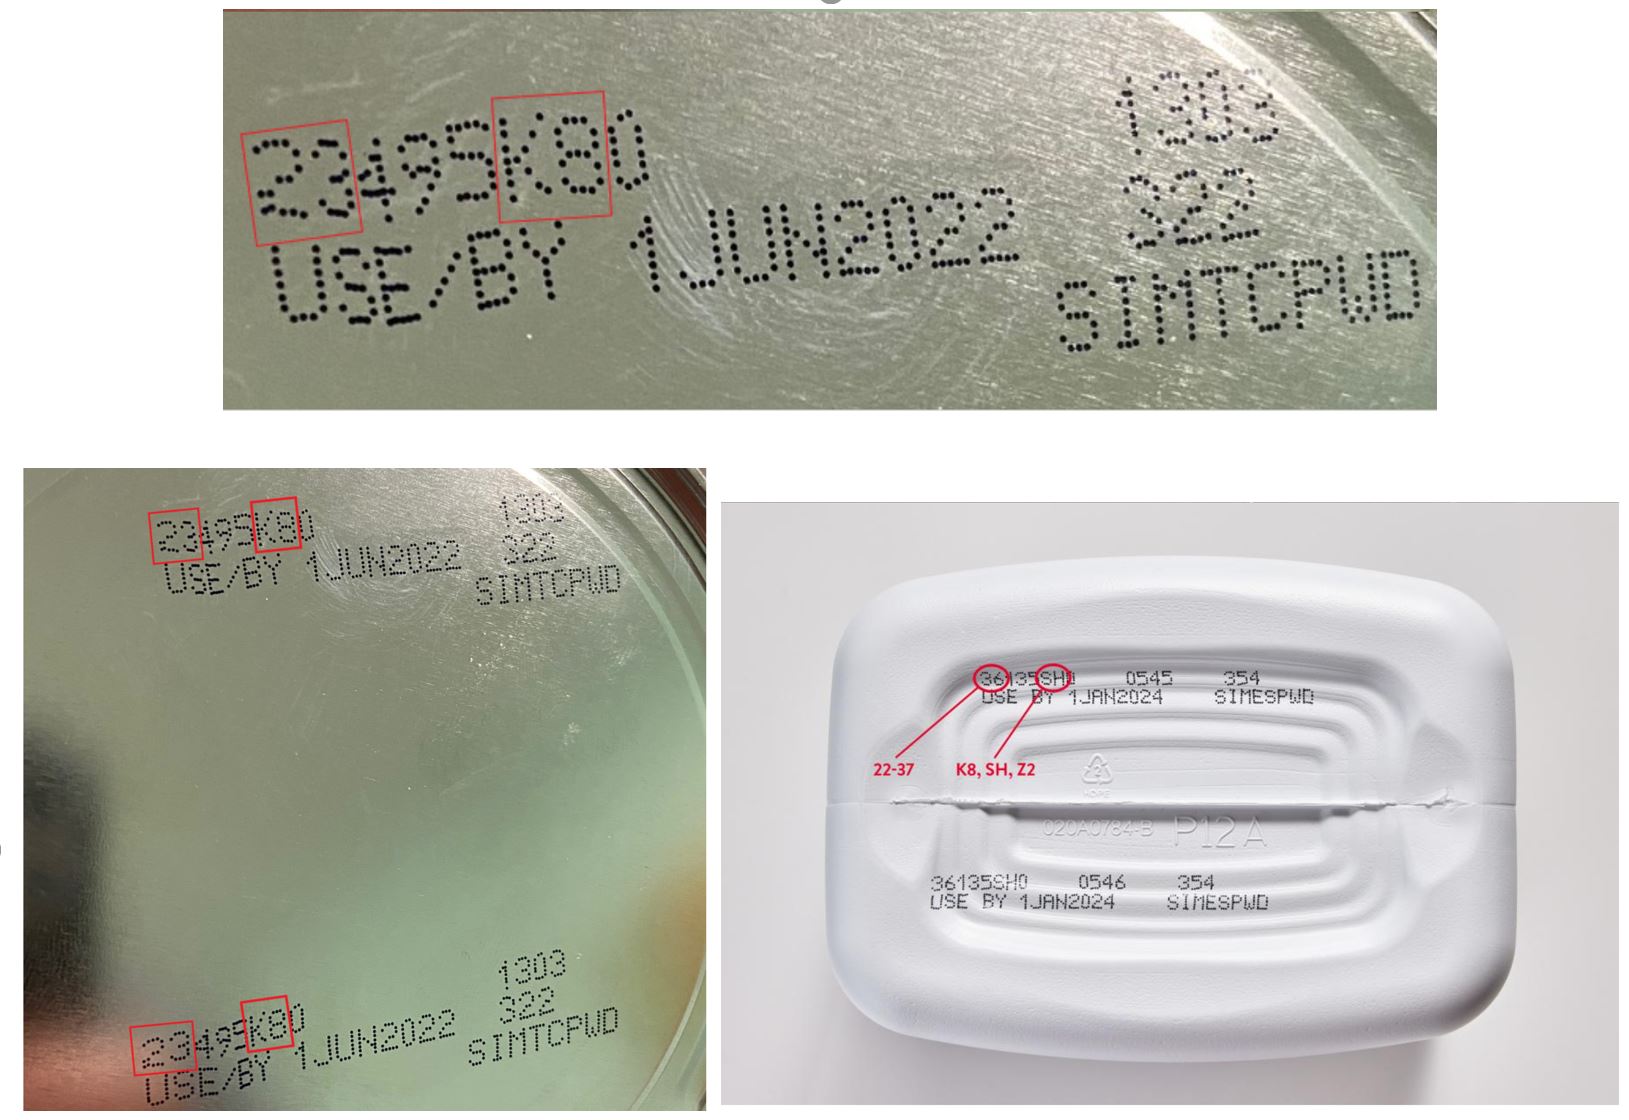 23495K80
USE/BY 1JUN2022
1303
322
SIMTCPWD
23495K80
USE/BY 1JUN2022
1303
322
SIMTCPWD
23495K80
USE/BY 1JUN2022
1303
322
SIMTCPWD
36135SH0 0545 354
USE BY 1JAN2024 SIMESPWD
22-37 K8, SH, Z2
2
HDPE
020A0784-B P12A
36135SH0 0546 354
USE BY 1JAN2024 SIMESPWD